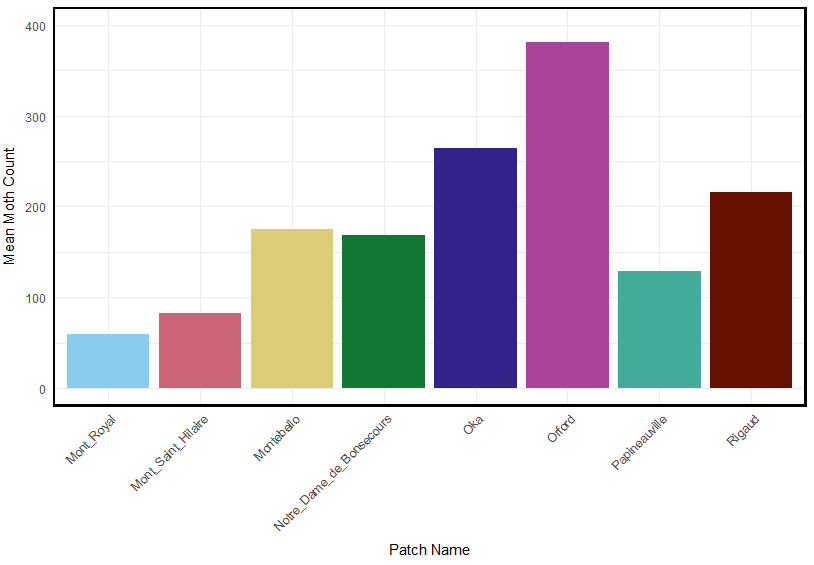 400
300
200
100
0
Mean Moth Count
Mont_Royal
Mont_Saint_Hilaire
Montebello
Notre_Dame_de_Bonsecours
Oka
Orford
Papineauville
Rigaud
Patch Name